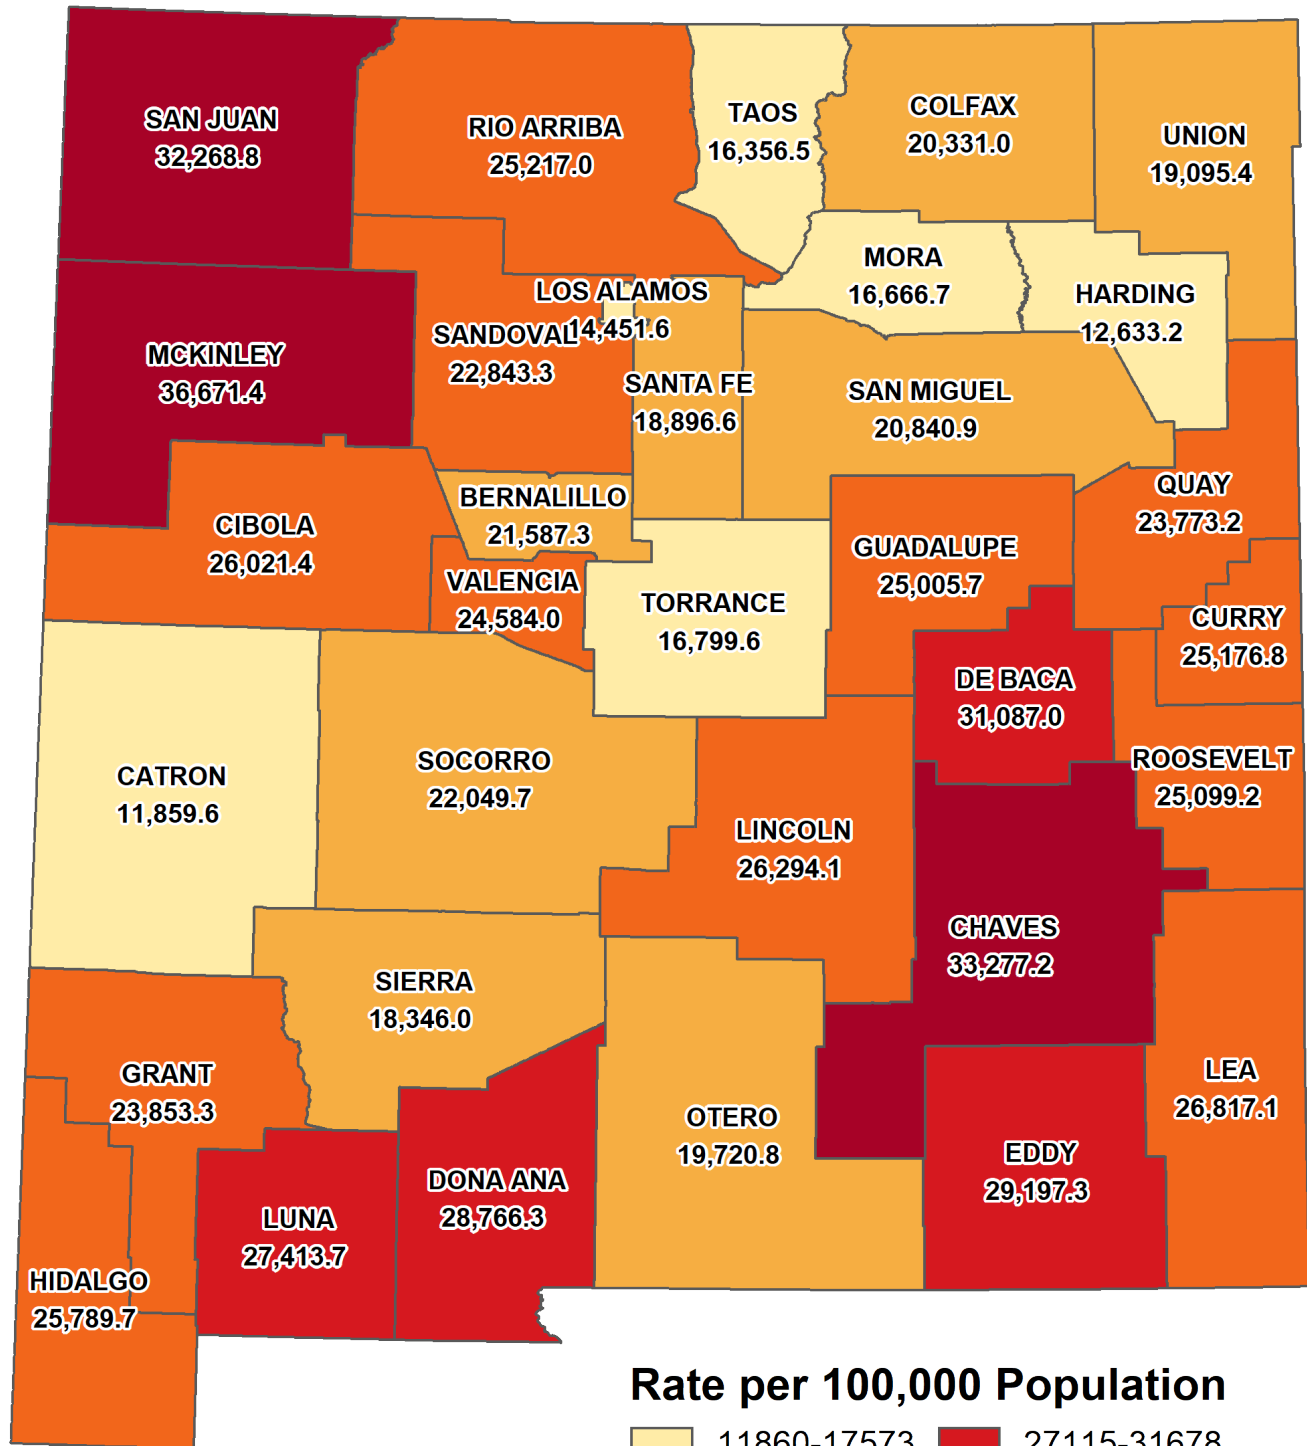 SAN JUAN
32,268.8
RIO ARRIBA
25,217.0
TAOS
16,356.5
COLFAX
20,331.0
UNION
19,095.4
MORA
16,666.7
HARDING
12,633.2
LOS ALAMOS
14,451.6
SANDOVAL
22,843.3
MCKINLEY
36,671.4
SANTA FE
18,896.6
SAN MIGUEL
20,840.9
QUAY
23,773.2
BERNALILLO
21,587.3
CIBOLA
26,021.4
GUADALUPE
25,005.7
VALENCIA
24,584.0
TORRANCE
16,799.6
CURRY
25,176.8
DE BACA
31,087.0
ROOSEVELT
25,099.2
CATRON
11,859.6
SOCORRO
22,049.7
LINCOLN
26,294.1
CHAVES
33,277.2
SIERRA
18,346.0
GRANT
23,853.3
LEA
26,817.1
OTERO
19,720.8
EDDY
29,197.3
DONA ANA
28,766.3
LUNA
27,413.7
HIDALGO
25,789.7
Rate per 100,000 Population
11860-17573 27115-31678